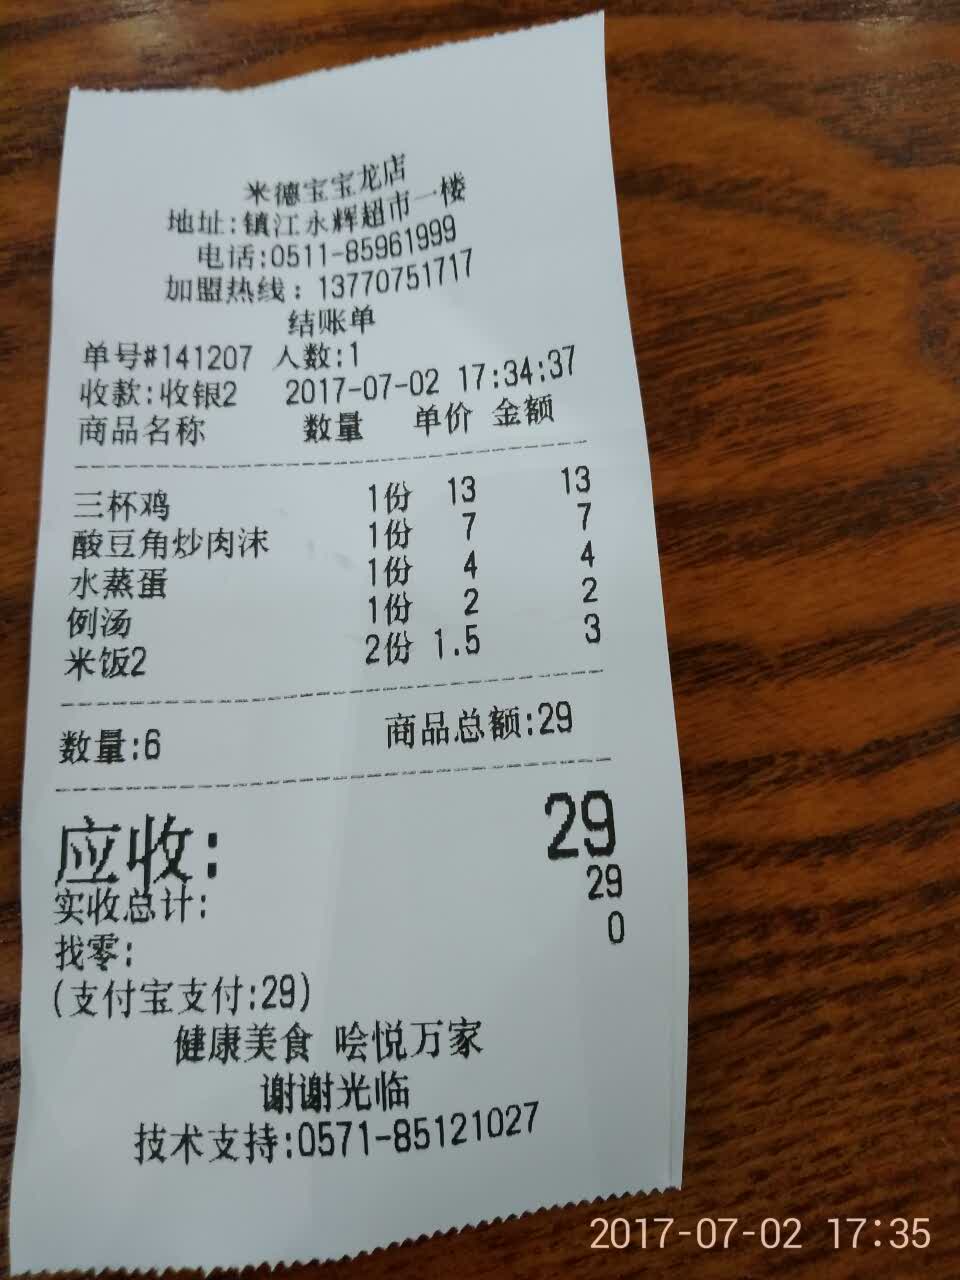 米德宝宝龙店
地址:镇江永辉超市一楼
电话:0511-85961999
加盟热线：13770751717
结账单
单号#141207 人数:1
收款:收银2 2017-07-02 17:34:37
商品名称 数量 单价 金额
三杯鸡 1份 13 13
酸豆角炒肉沫 1份 7 7
水蒸蛋 1份 4 4
例汤 1份 2 2
米饭2 2份 1.5 3
数量:6 商品总额:29
应收: 29
实收总计: 29
找零: 0
(支付宝支付:29)
健康美食 哙悦万家
谢谢光临
技术支持:0571-85121027
2017-07-02 17:35